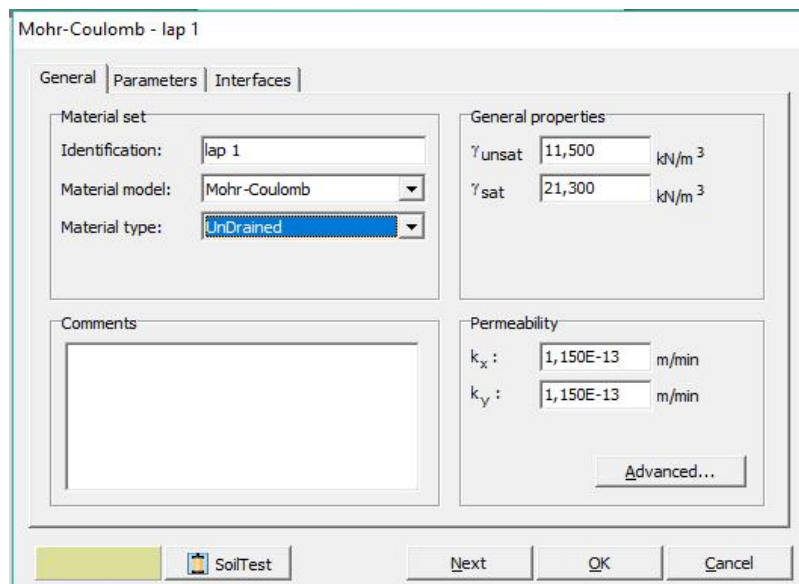 Mohr-Coulomb - lap 1
General Parameters Interfaces
Material set
Identification: lap 1
Material model: Mohr-Coulomb
Material type: UnDrained
General properties
γunsat 11,500 kN/m 3
γsat 21,300 kN/m 3
Comments
Permeability
kx : 1,150E-13 m/min
ky : 1,150E-13 m/min
Advanced...
SoilTest Next OK Cancel